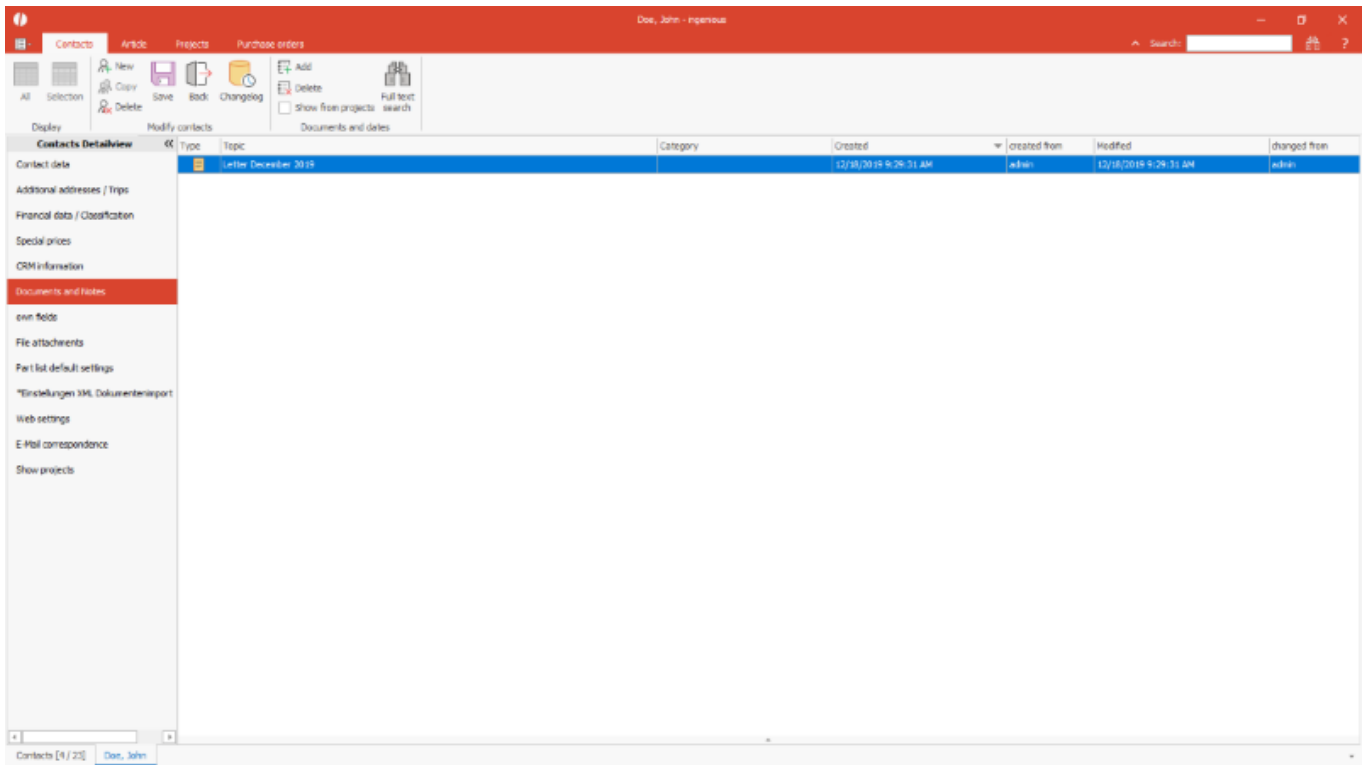 Doe, John - ingenious
Contacts Article Projects Purchase orders Search: ?
All Selection New Copy Delete Save Back Changelog Add Delete Show from projects Full text search
Display Modify contacts Documents and dates
Contacts Detailview Type Topic Category Created created from Modified changed from
Contact data Letter December 2019 12/18/2019 9:29:31 AM admin 12/18/2019 9:29:31 AM admin
Additional addresses / Trips
Financial data / Classification
Special prices
CRM information
Documents and Notes
own fields
File attachments
Part list default settings
*Einstellungen XML Dokumentenimport
Web settings
E-Mail correspondence
Show projects
Contacts [4 / 23] Doe, John